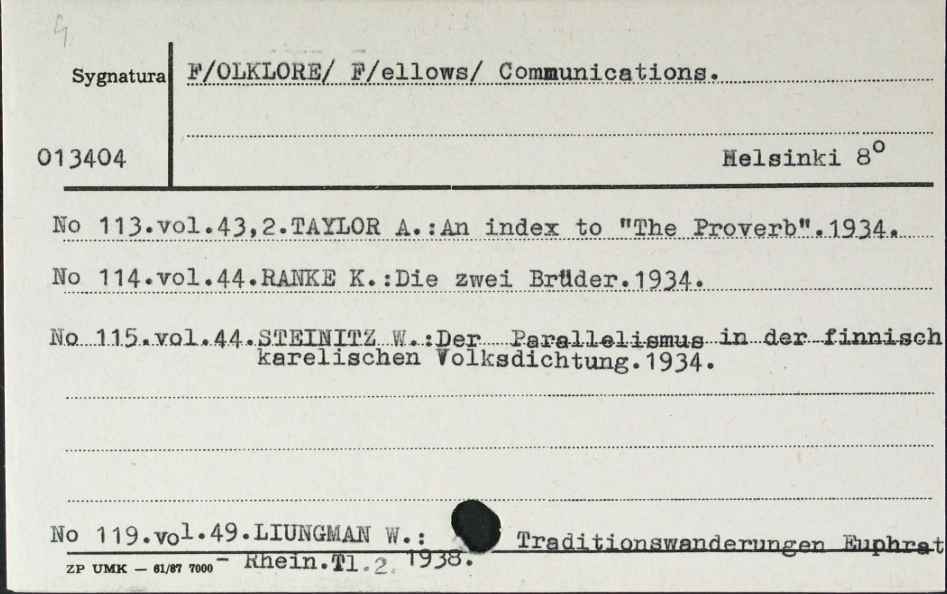 4
Sygnatura F/OLKLORE/ F/ellows/ Communications.
013404 Helsinki 8°
No 113.vol.43,2.TAYLOR A.:An index to "The Proverb".1934.
No 114.vol.44.RANKE K.:Die zwei Brüder.1934.
No 115.vol.44.STEINITZ W.:Der Parallelismus in der finnisch
karelischen Volksdichtung.1934.
No 119.vol.49.LIUNGMAN W.: Traditionswanderungen Euphrat
ZP UMK — 61/67 7000 - Rhein.Tl.2. 1938.